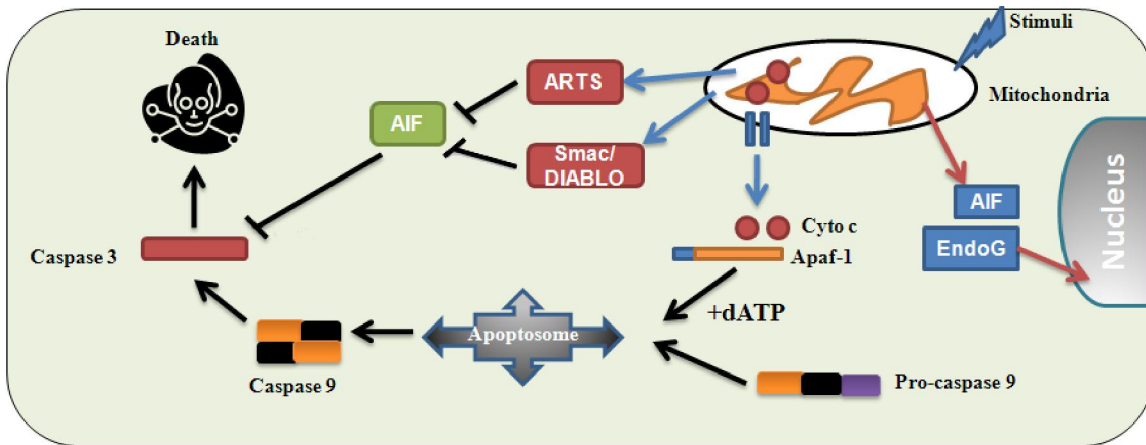 Death
Stimuli
ARTS
Mitochondria
AIF
Smac/
DIABLO
Nucleus
AIF
Cyto c
EndoG
Caspase 3
Apaf-1
+dATP
Apoptosome
Caspase 9
Pro-caspase 9